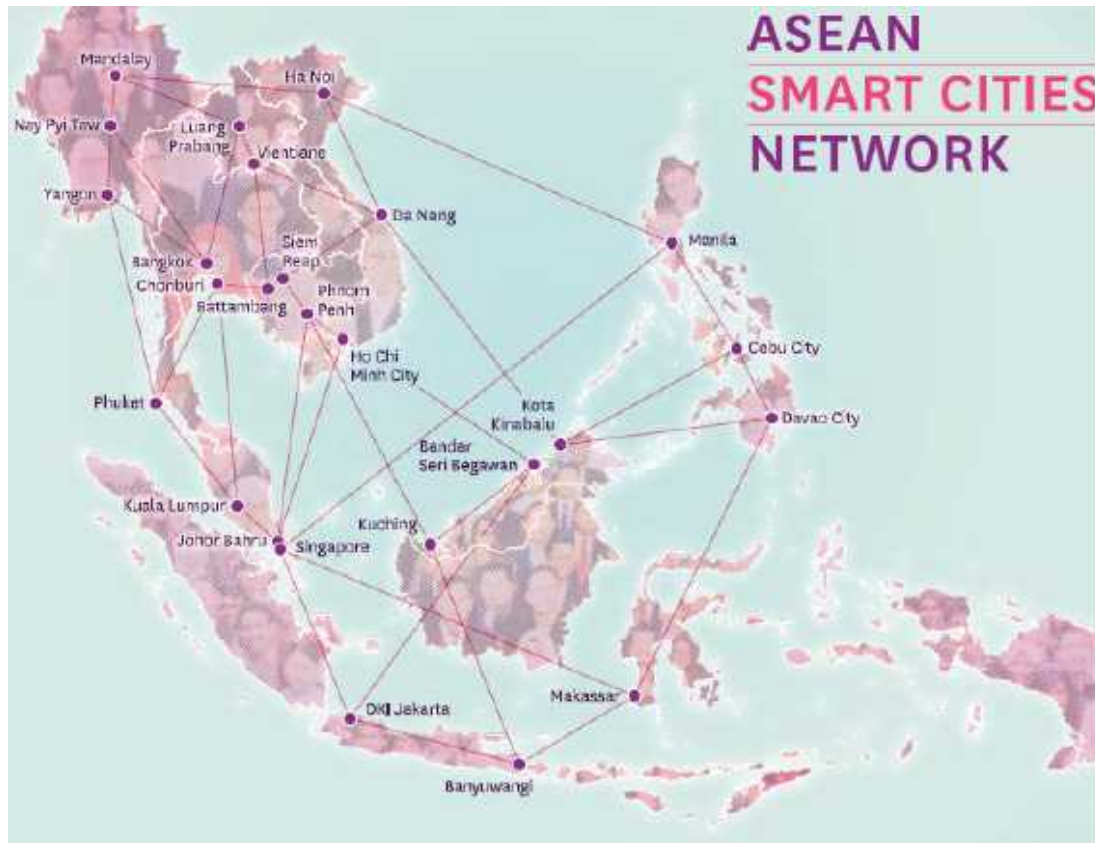 ASEAN
SMART CITIES
NETWORK
Mandalay
Ha Noi
Nay Pyi Taw
Luang
Prabang
Vientiane
Yangon
Da Nang
Siem
Reap
Manila
Bangkok
Chonburi
Battambang
Phnom
Penh
Ho Chi
Minh City
Cebu City
Phuket
Kota
Kinabalu
Davao City
Bandar
Seri Begawan
Kuala Lumpur
Kuching
Johor Bahru
Singapore
Makassar
DKI Jakarta
Banyuwangi